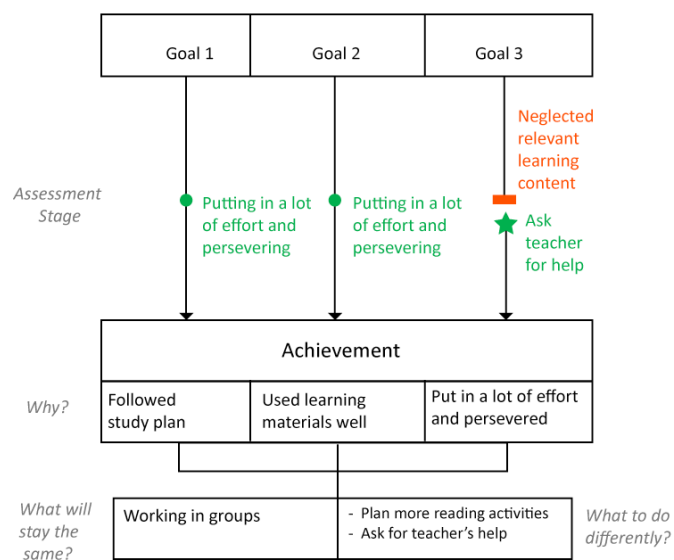 Goal 1
Goal 2
Goal 3
Neglected
relevant
learning
content
Assessment
Stage
Putting in a lot
of effort and
persevering
Putting in a lot
of effort and
persevering
Ask
teacher
for help
Achievement
Why?
Followed
study plan
Used learning
materials well
Put in a lot of effort
and persevered
What will
stay the
same?
Working in groups
- Plan more reading activities
- Ask for teacher's help
What to do
differently?